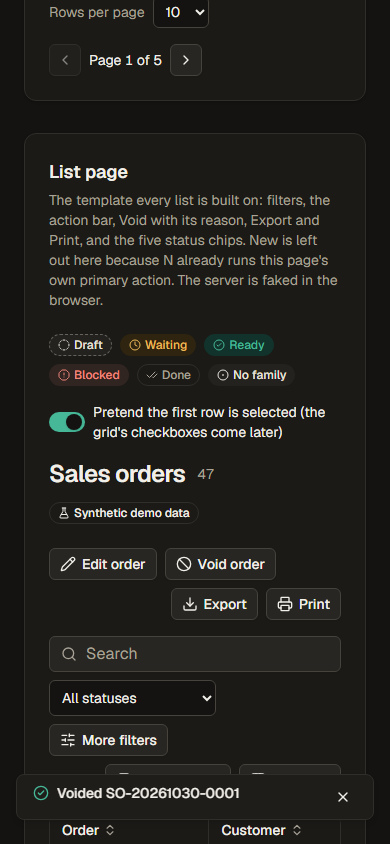 Rows per page 10
Page 1 of 5
List page
The template every list is built on: filters, the
action bar, Void with its reason, Export and
Print, and the five status chips. New is left
out here because N already runs this page's
own primary action. The server is faked in the
browser.
Draft Waiting Ready
Blocked Done No family
Pretend the first row is selected (the
grid's checkboxes come later)
Sales orders 47
Synthetic demo data
Edit order Void order
Export Print
Search
All statuses
More filters
Voided SO-20261030-0001
Order Customer